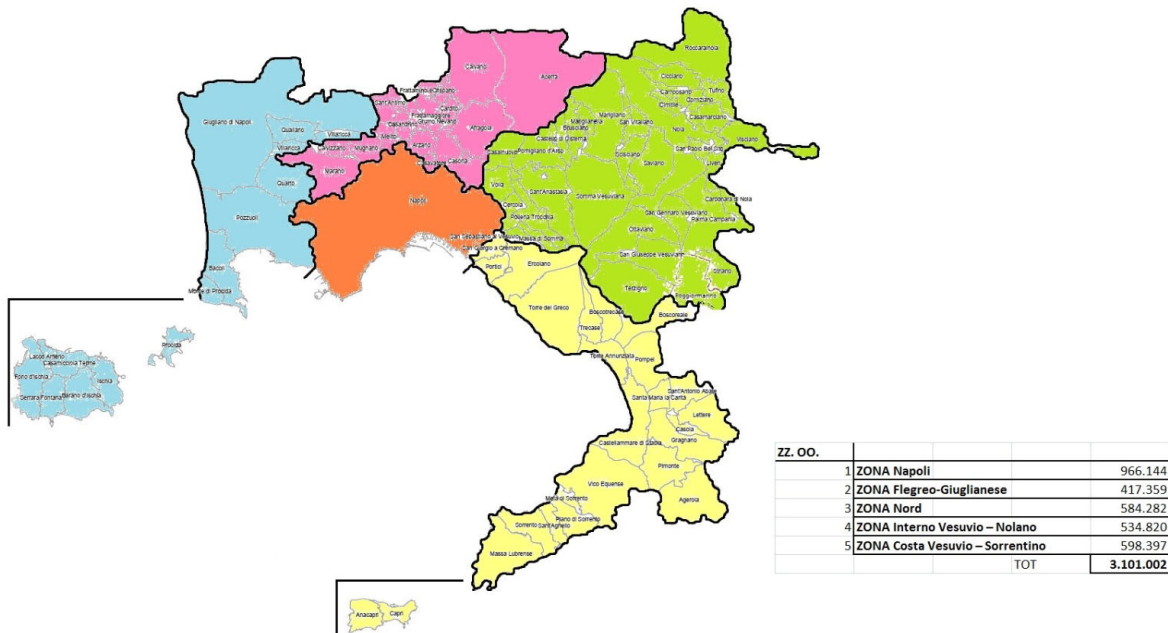 Roccarainola
Caivano
Acerra
Cicciano
Tufino
Camposano
Comiziano
Cimitile
Casamarciano
Frattaminore
Crispano
Cardito
Sant'Antimo
Frattamaggiore
Grumo Nevano
Casandrino
Afragola
Arzano
Melito
Casoria
Casavatore
Giugliano di Napoli
Qualiano
Villaricca
Villaricca
Calvizzano
Mugnano
Marano
Quarto
Pozzuoli
Bacoli
Monte di Procida
Napoli
Marigliano
San Vitaliano
Mariglianella
Brusciano
Castello di Cisterna
Nola
Visciano
Casalnuovo
Pomigliano d'Arco
Scisciano
Saviano
San Paolo Bel Sito
Liveri
Volla
Sant'Anastasia
Somma Vesuviana
Carbonara di Nola
Cercola
Pollena Trocchia
San Gennaro Vesuviano
Palma Campania
Massa di Somma
Ottaviano
San Sebastiano al Vesuvio
San Giorgio a Cremano
San Giuseppe Vesuviano
Striano
Portici
Ercolano
Terzigno
Poggiomarino
Torre del Greco
Boscotrecase
Boscoreale
Trecase
Torre Annunziata
Pompei
Procida
Lacco Ameno
Casamicciola Terme
Forio d'Ischia
Ischia
Serrara Fontana
Barano d'Ischia
Sant'Antonio Abate
Santa Maria la Carità
Lettere
Casola
Gragnano
Castellammare di Stabia
Pimonte
Vico Equense
Agerola
Meta di Sorrento
Piano di Sorrento
Sorrento
Sant'Agnello
Massa Lubrense
Anacapri
Capri
ZZ. OO.
1 ZONA Napoli 966.144
2 ZONA Flegreo-Giuglianese 417.359
3 ZONA Nord 584.282
4 ZONA Interno Vesuvio – Nolano 534.820
5 ZONA Costa Vesuvio – Sorrentino 598.397
TOT 3.101.002